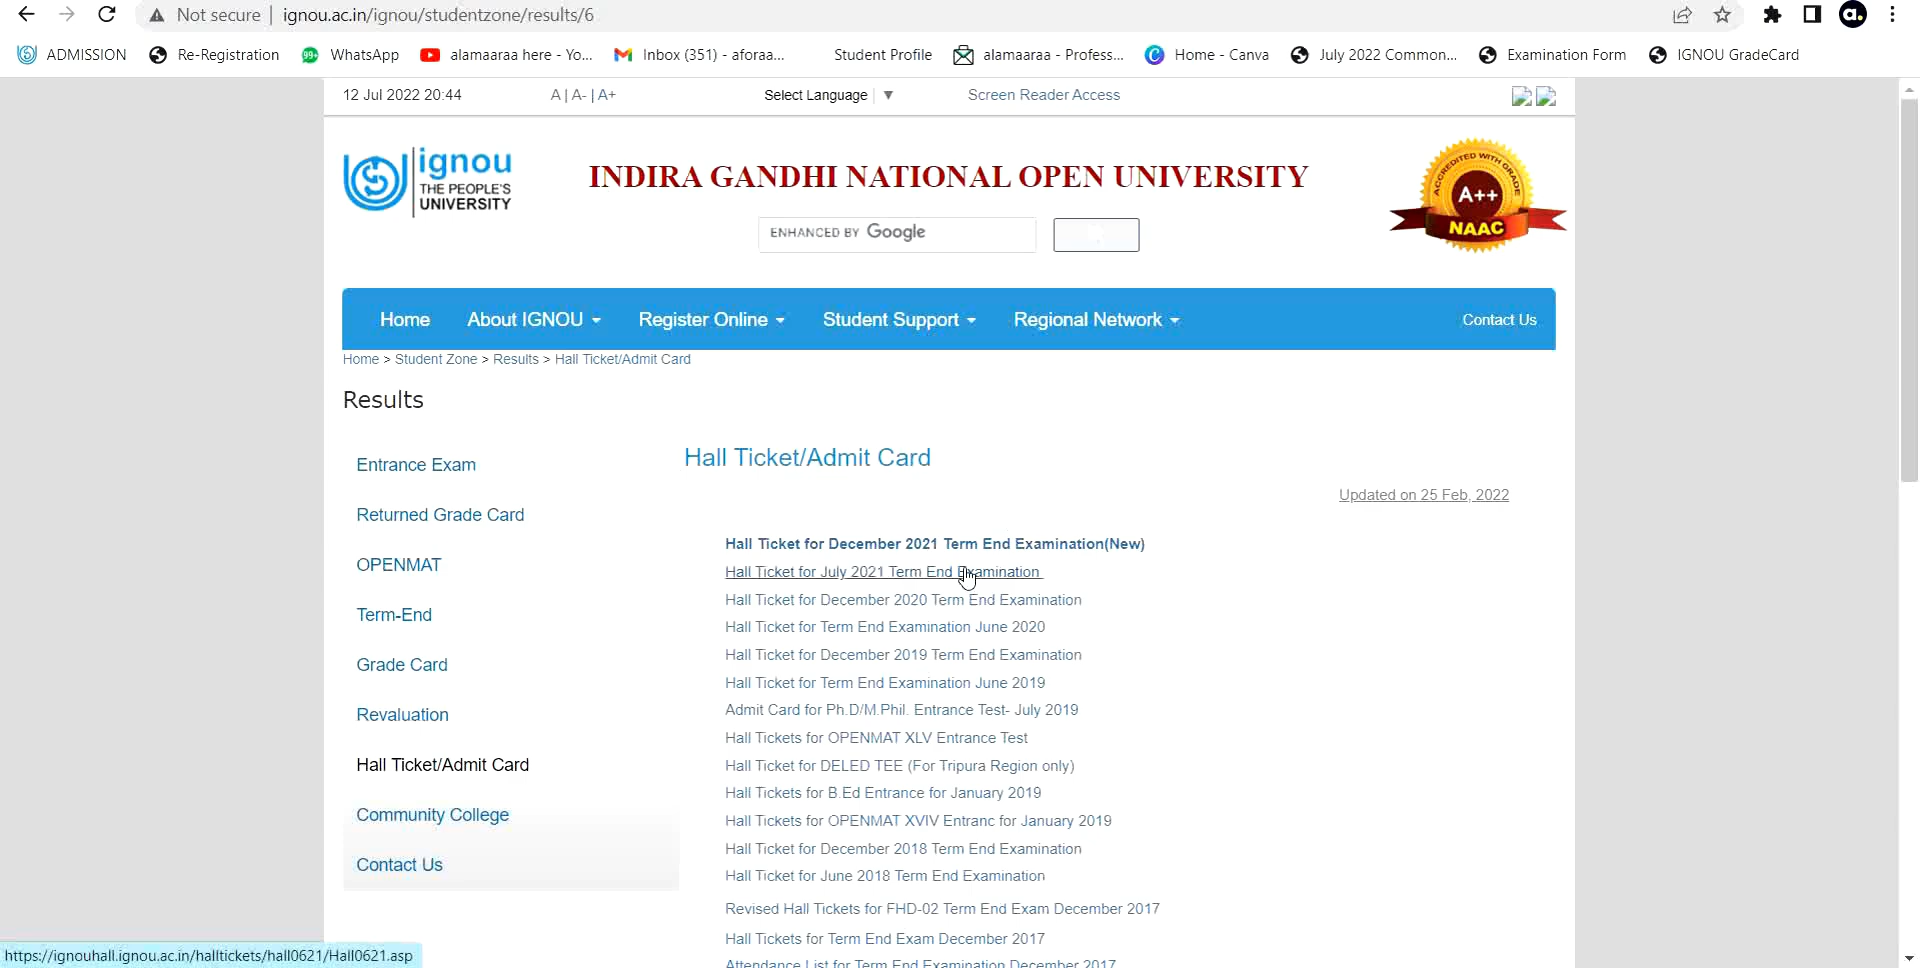 Not secure | ignou.ac.in/ignou/studentzone/results/6
ADMISSION Re-Registration 99+ WhatsApp alamaaraa here - Yo... Inbox (351) - aforaa... Student Profile alamaaraa - Profess... Home - Canva July 2022 Common... Examination Form IGNOU GradeCard
12 Jul 2022 20:44 A | A- | A+ Select Language ▼ Screen Reader Access
ignou
THE PEOPLE'S
UNIVERSITY
INDIRA GANDHI NATIONAL OPEN UNIVERSITY
ENHANCED BY Google
ACCREDITED WITH GRADE
A++
NAAC
Home About IGNOU Register Online Student Support Regional Network Contact Us
Home > Student Zone > Results > Hall Ticket/Admit Card
Results
Entrance Exam
Returned Grade Card
OPENMAT
Term-End
Grade Card
Revaluation
Hall Ticket/Admit Card
Community College
Contact Us
Hall Ticket/Admit Card
Updated on 25 Feb, 2022
Hall Ticket for December 2021 Term End Examination(New)
Hall Ticket for July 2021 Term End Examination
Hall Ticket for December 2020 Term End Examination
Hall Ticket for Term End Examination June 2020
Hall Ticket for December 2019 Term End Examination
Hall Ticket for Term End Examination June 2019
Admit Card for Ph.D/M.Phil. Entrance Test- July 2019
Hall Tickets for OPENMAT XLV Entrance Test
Hall Ticket for DELED TEE (For Tripura Region only)
Hall Tickets for B.Ed Entrance for January 2019
Hall Tickets for OPENMAT XVIV Entranc for January 2019
Hall Ticket for December 2018 Term End Examination
Hall Ticket for June 2018 Term End Examination
Revised Hall Tickets for FHD-02 Term End Exam December 2017
Hall Tickets for Term End Exam December 2017
Attendance List for Term End Examination December 2017
https://ignouhall.ignou.ac.in/halltickets/hall0621/Hall0621.asp